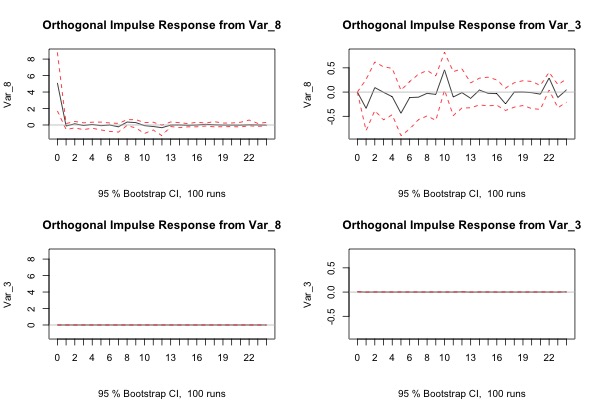 Orthogonal Impulse Response from Var_8
Var_8
8
6
4
2
0
0 2 4 6 8 10 13 16 19 22
95 % Bootstrap CI, 100 runs
Orthogonal Impulse Response from Var_3
Var_8
0.5
0.0
-0.5
0 2 4 6 8 10 13 16 19 22
95 % Bootstrap CI, 100 runs
Orthogonal Impulse Response from Var_8
Var_3
8
6
4
2
0
0 2 4 6 8 10 13 16 19 22
95 % Bootstrap CI, 100 runs
Orthogonal Impulse Response from Var_3
Var_3
0.5
0.0
-0.5
0 2 4 6 8 10 13 16 19 22
95 % Bootstrap CI, 100 runs